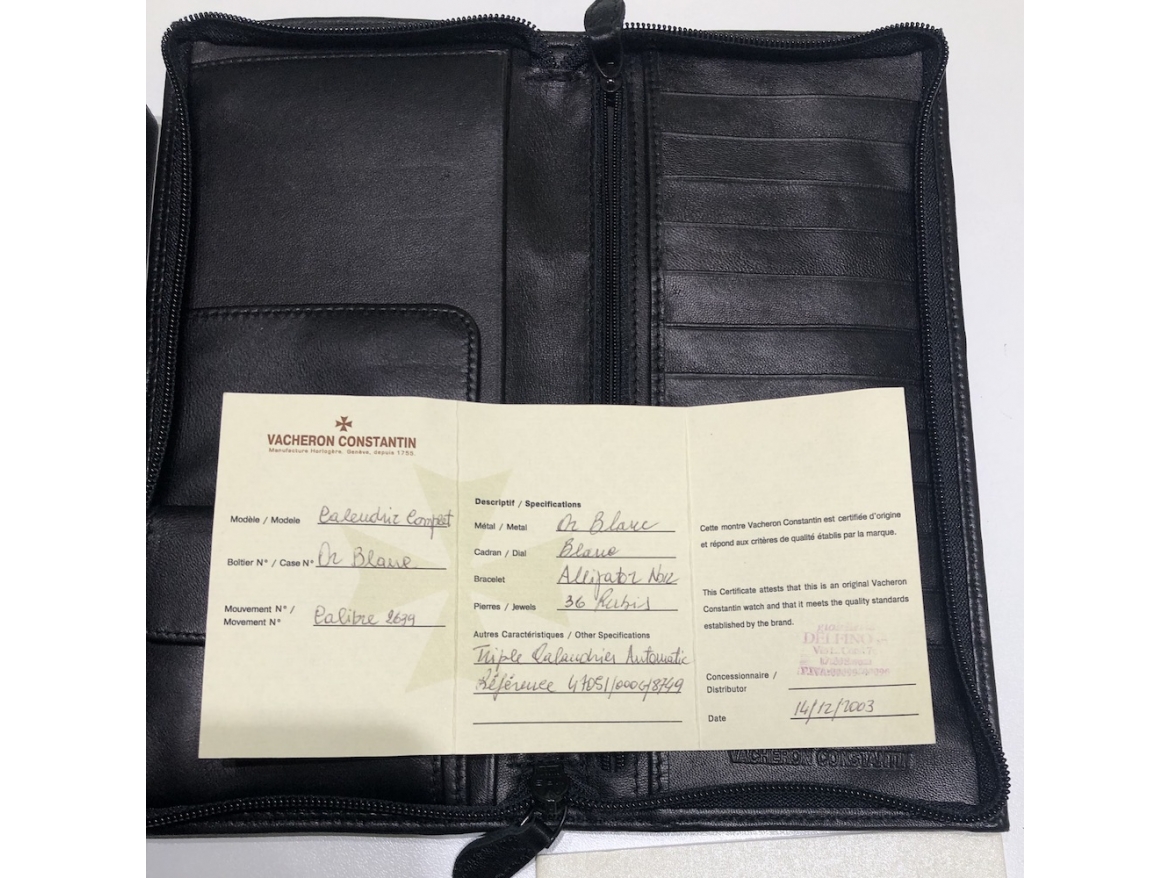 VACHERON CONSTANTIN
Manufacture Horlogère, Genève, depuis 1755.
Modèle / Modele Calendrier Complet
Boîtier N° / Case N° Or Blanc
Mouvement N° /
Movement N° Calibre
Descriptif / Specifications
Métal / Metal Or Blanc
Cadran / Dial Blanc
Bracelet Alligator Noir
Pierres / Jewels 36 Rubis
Autres Caractéristiques / Other Specifications
Triple Calandrier Automatic
Référence 47051/000G/8749
Cette montre Vacheron Constantin est certifiée d'origine
et répond aux critères de qualité établis par la marque.
This Certificate attests that this is an original Vacheron
Constantin watch and that it meets the quality standards
established by the brand.
DELFINO
Concessionnaire /
Distributor
Date 14/12/2003
VACHERON CONSTANTIN